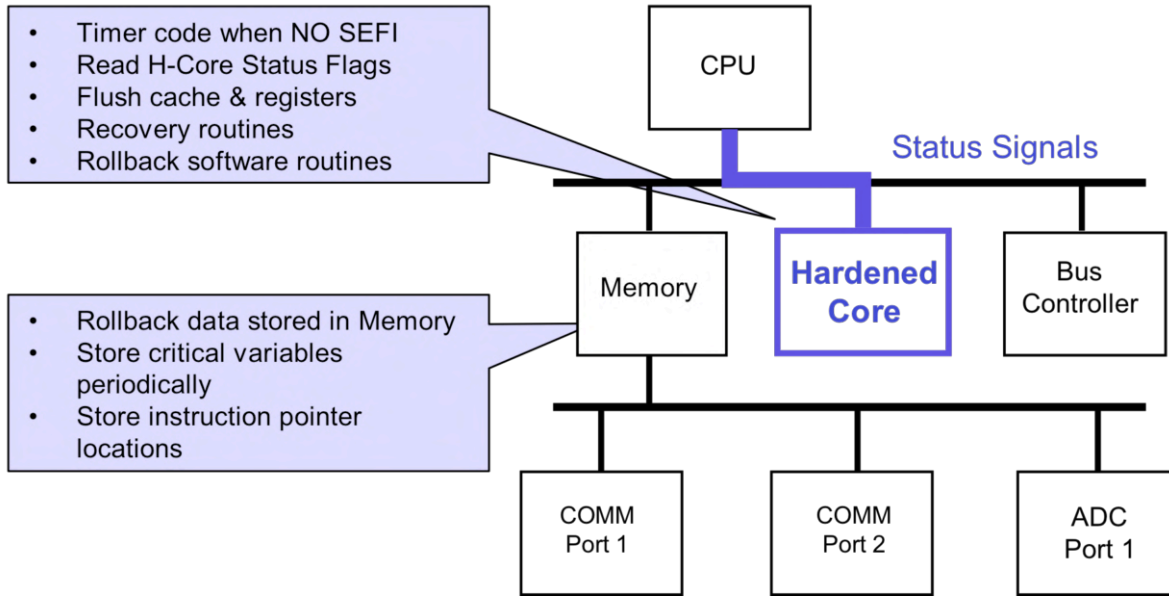 • Timer code when NO SEFI
• Read H-Core Status Flags
• Flush cache & registers
• Recovery routines
• Rollback software routines
CPU
Status Signals
Memory
Hardened
Core
Bus
Controller
• Rollback data stored in Memory
• Store critical variables
periodically
• Store instruction pointer
locations
COMM
Port 1
COMM
Port 2
ADC
Port 1